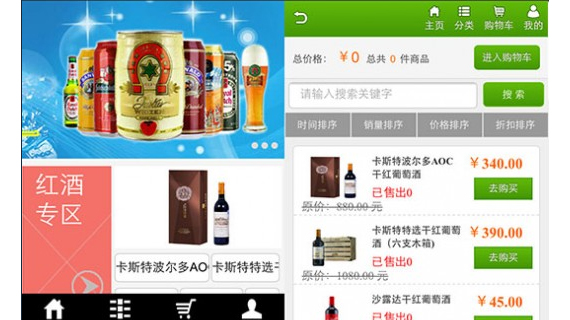 红酒
专区
卡斯特波尔多AO
卡斯特特选干
主页
分类
购物车
我的
总价格：
￥0
总共 0 件商品
进入购物车
请输入搜索关键字
搜 索
时间排序
销量排序
价格排序
折扣排序
卡斯特波尔多AOC
干红葡萄酒
￥340.00
已售出0
去购买
原价：880.00 元
卡斯特特选干红葡萄
酒（六支木箱)
￥390.00
已售出0
去购买
原价：1080.00 元
沙露达干红葡萄酒
￥45.00
已售出0
去购买